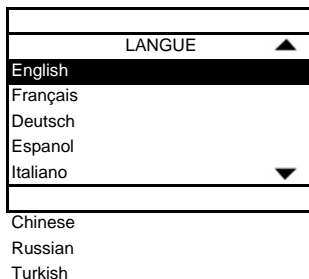 LANGUE
English
Français
Deutsch
Espanol
Italiano
Chinese
Russian
Turkish